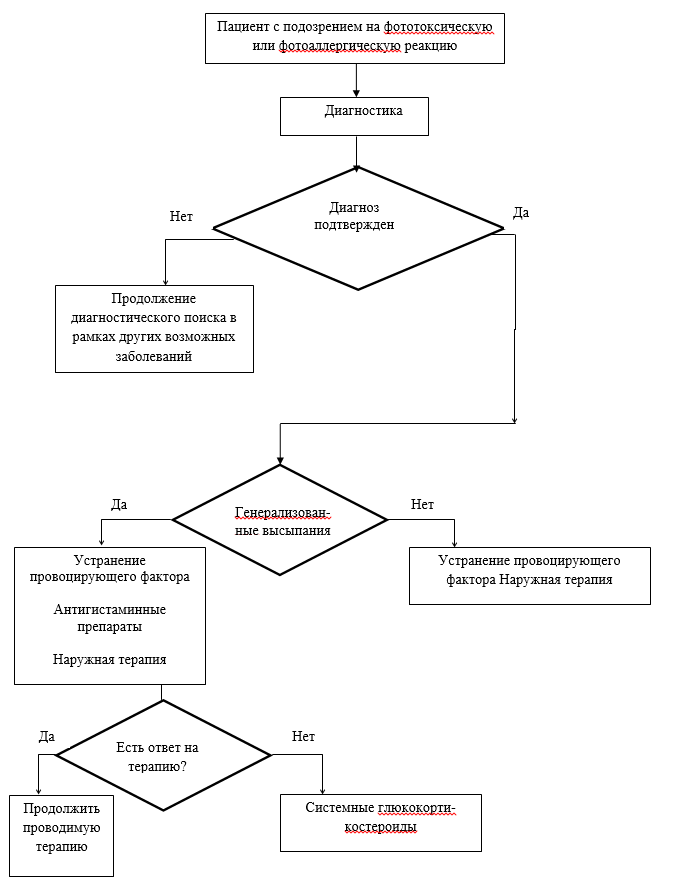 Пациент с подозрением на фототоксическую
или фотоаллергическую реакцию
Диагностика
Диагноз
подтвержден
Нет
Да
Продолжение
диагностического поиска в
рамках других возможных
заболеваний
Генерализован-
ные высыпания
Да
Нет
Устранение
провоцирующего фактора
Антигистаминные
препараты
Наружная терапия
Устранение провоцирующего
фактора Наружная терапия
Есть ответ на
терапию?
Да
Нет
Продолжить
проводимую
терапию
Системные глюкокорти-
костероиды